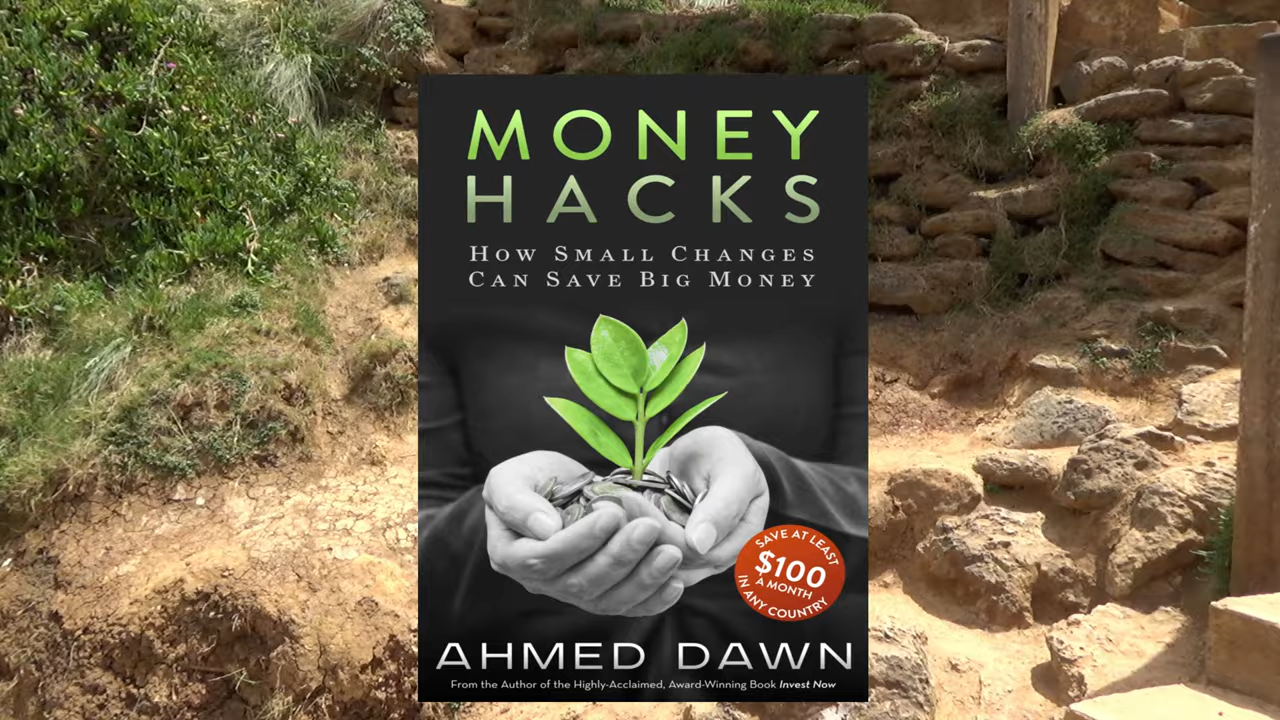 MONEY
HACKS
HOW SMALL CHANGES
CAN SAVE BIG MONEY
SAVE AT LEAST
$100
A MONTH
IN ANY COUNTRY
AHMED DAWN
From the Author of the Highly-Acclaimed, Award-Winning Book Invest Now